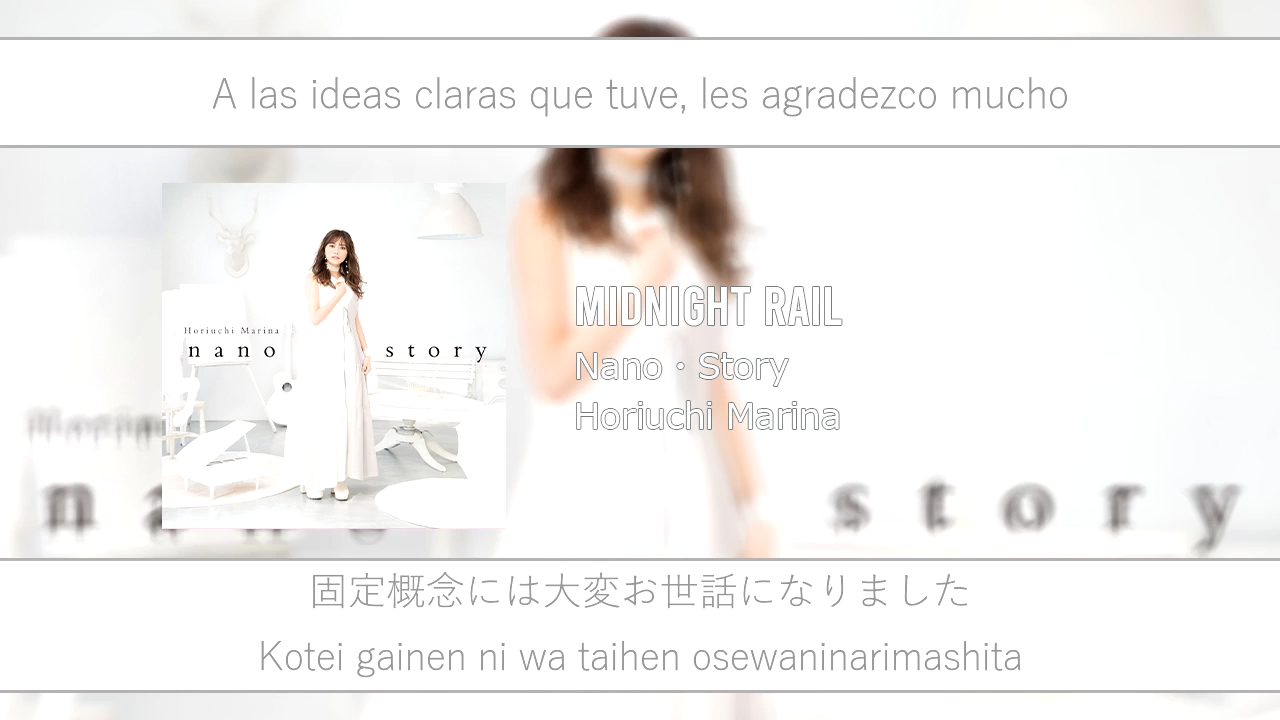 A las ideas claras que tuve, les agradezco mucho
Horiuchi Marina
nano story
MIDNIGHT RAIL
Nano・Story
Horiuchi Marina
story
固定概念には大変お世話になりました
Kotei gainen ni wa taihen osewaninarimashita